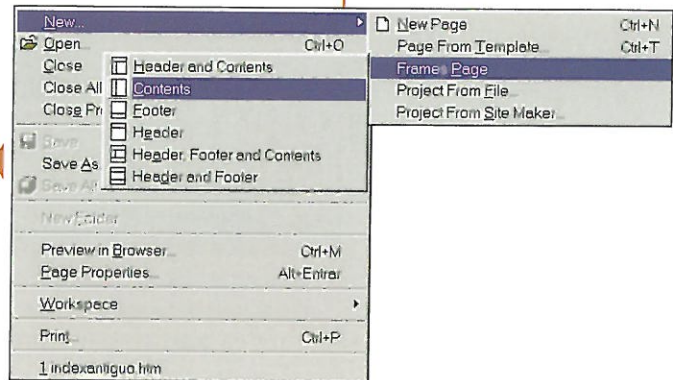 New...
Open... Ctrl+O
Close
Close All
Close Pr
Save
Save As
Save All
New Folder
Preview in Browser... Ctrl+M
Page Properties... Alt+Entrar
Workspace
Print... Ctrl+P
1 indexantiguo.htm
Header and Contents
Contents
Footer
Header
Header, Footer and Contents
Header and Footer
New Page Ctrl+N
Page From Template... Ctrl+T
Frames Page
Project From File...
Project From Site Maker...